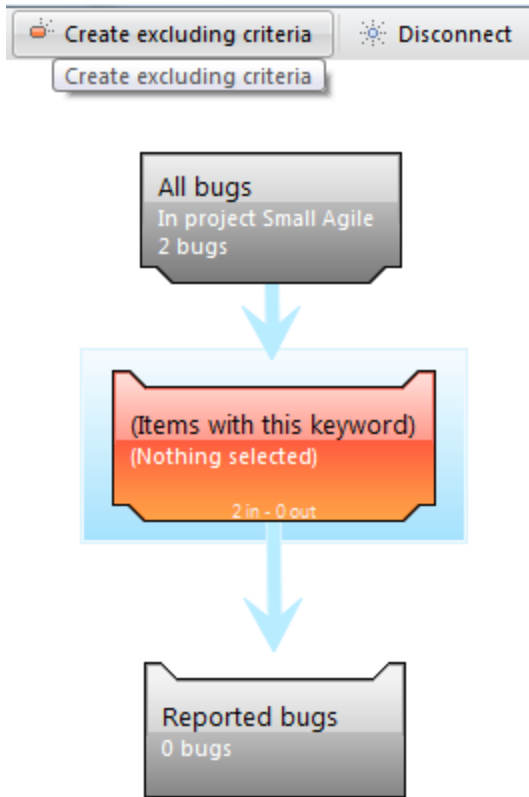 Create excluding criteria
Disconnect
Create excluding criteria
All bugs
In project Small Agile
2 bugs
(Items with this keyword)
(Nothing selected)
2 in - 0 out
Reported bugs
0 bugs